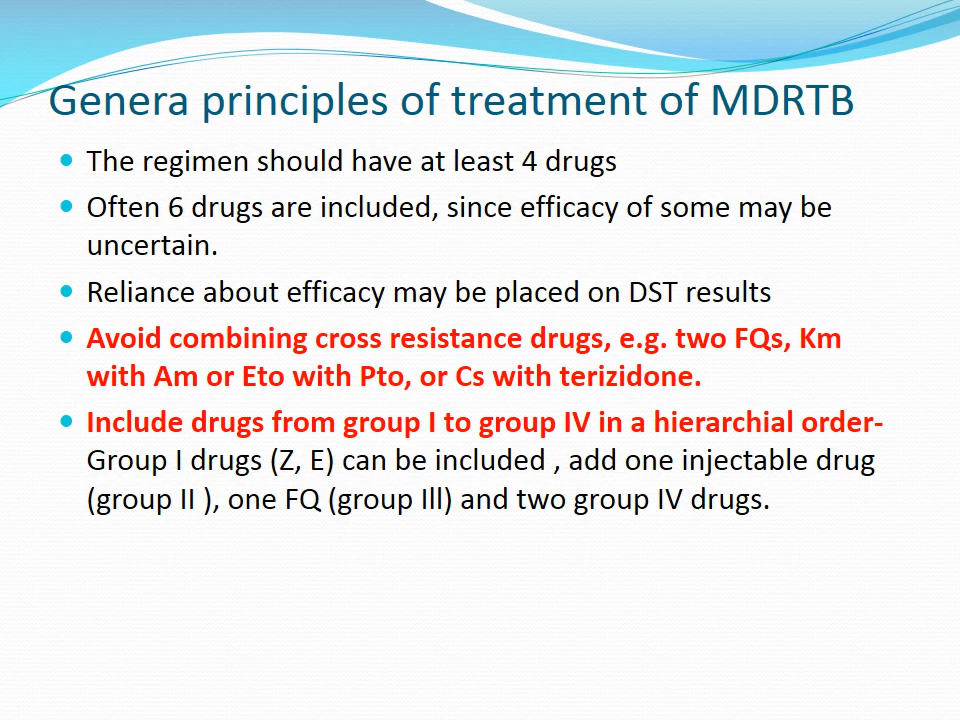 Genera principles of treatment of MDRTB
The regimen should have at least 4 drugs
Often 6 drugs are included, since efficacy of some may be
uncertain.
Reliance about efficacy may be placed on DST results
Avoid combining cross resistance drugs, e.g. two FQs, Km
with Am or Eto with Pto, or Cs with terizidone.
Include drugs from group I to group IV in a hierarchial order-
Group I drugs (Z, E) can be included , add one injectable drug
(group II ), one FQ (group Ill) and two group IV drugs.